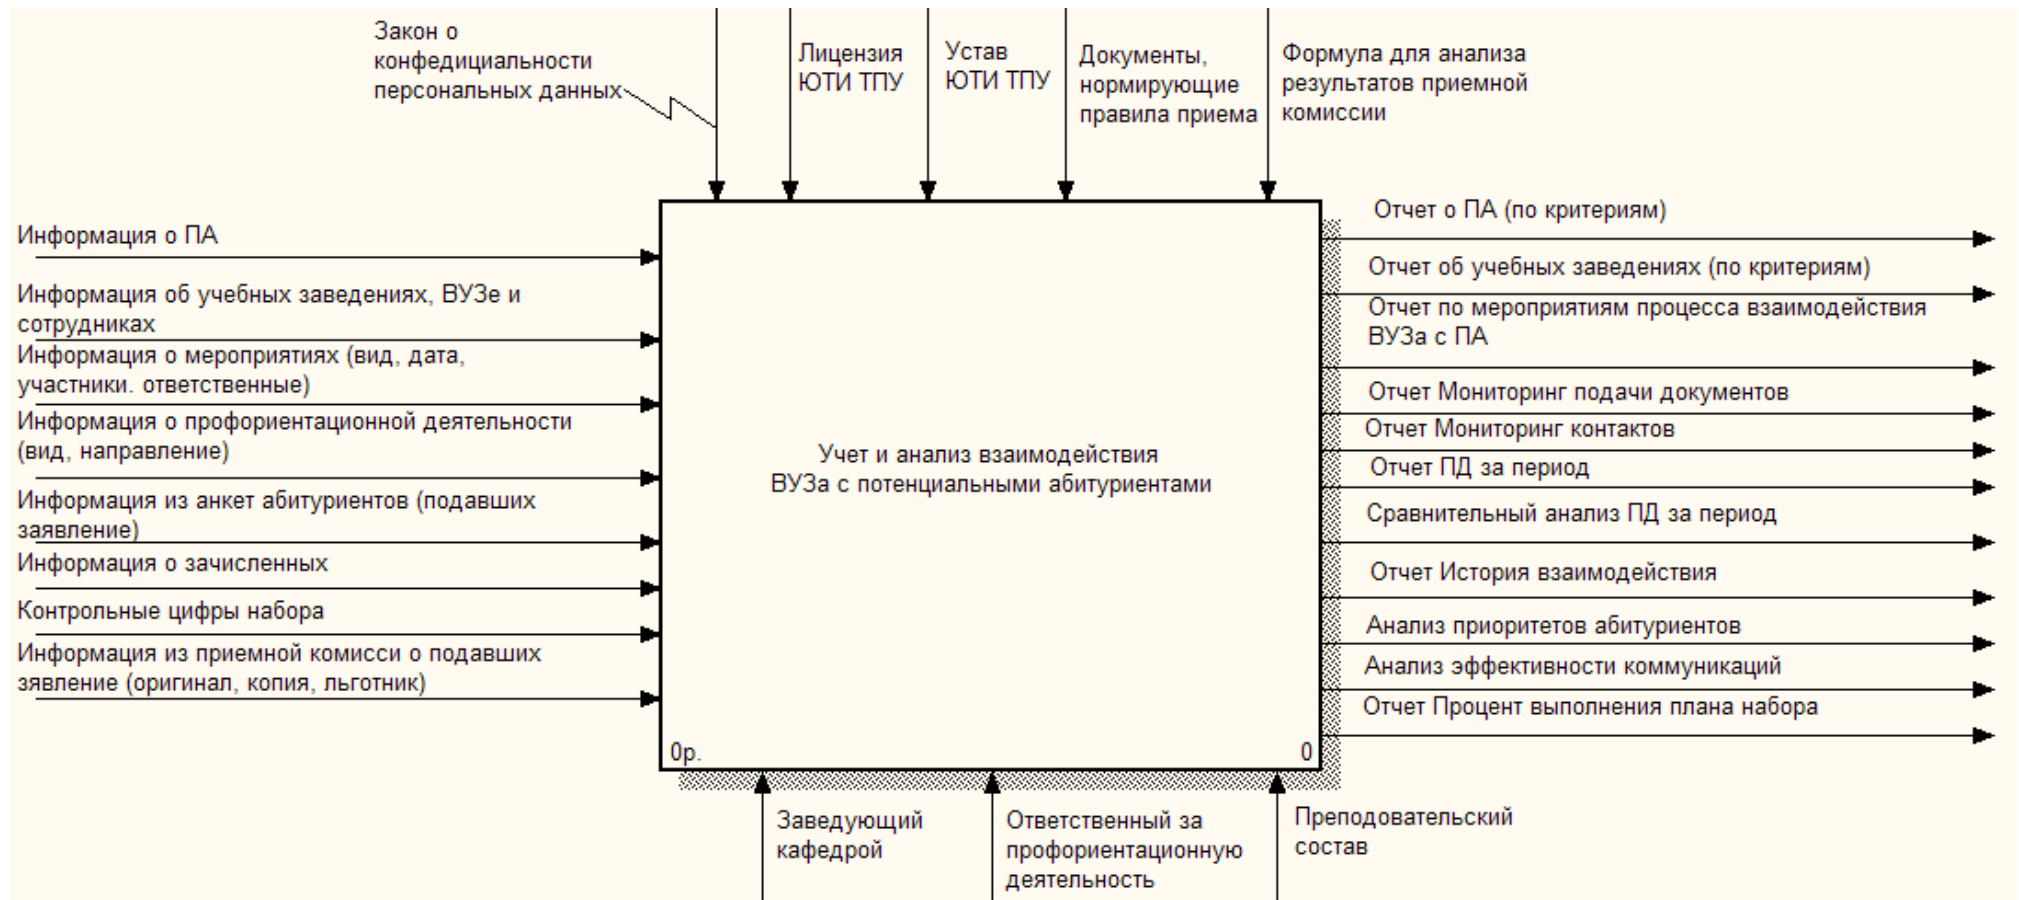 Закон о
конфедициальности
персональных данных
Лицензия
ЮТИ ТПУ
Устав
ЮТИ ТПУ
Документы,
нормирующие
правила приема
Формула для анализа
результатов приемной
комиссии
Информация о ПА
Информация об учебных заведениях, ВУЗе и
сотрудниках
Информация о мероприятиях (вид, дата,
участники. ответственные)
Информация о профориентационной деятельности
(вид, направление)
Информация из анкет абитуриентов (подавших
заявление)
Информация о зачисленных
Контрольные цифры набора
Информация из приемной комисси о подавших
зявление (оригинал, копия, льготник)
Учет и анализ взаимодействия
ВУЗа с потенциальными абитуриентами
0р.
0
Отчет о ПА (по критериям)
Отчет об учебных заведениях (по критериям)
Отчет по мероприятиям процесса взаимодействия
ВУЗа с ПА
Отчет Мониторинг подачи документов
Отчет Мониторинг контактов
Отчет ПД за период
Сравнительный анализ ПД за период
Отчет История взаимодействия
Анализ приоритетов абитуриентов
Анализ эффективности коммуникаций
Отчет Процент выполнения плана набора
Заведующий
кафедрой
Ответственный за
профориентационную
деятельность
Преподовательский
состав